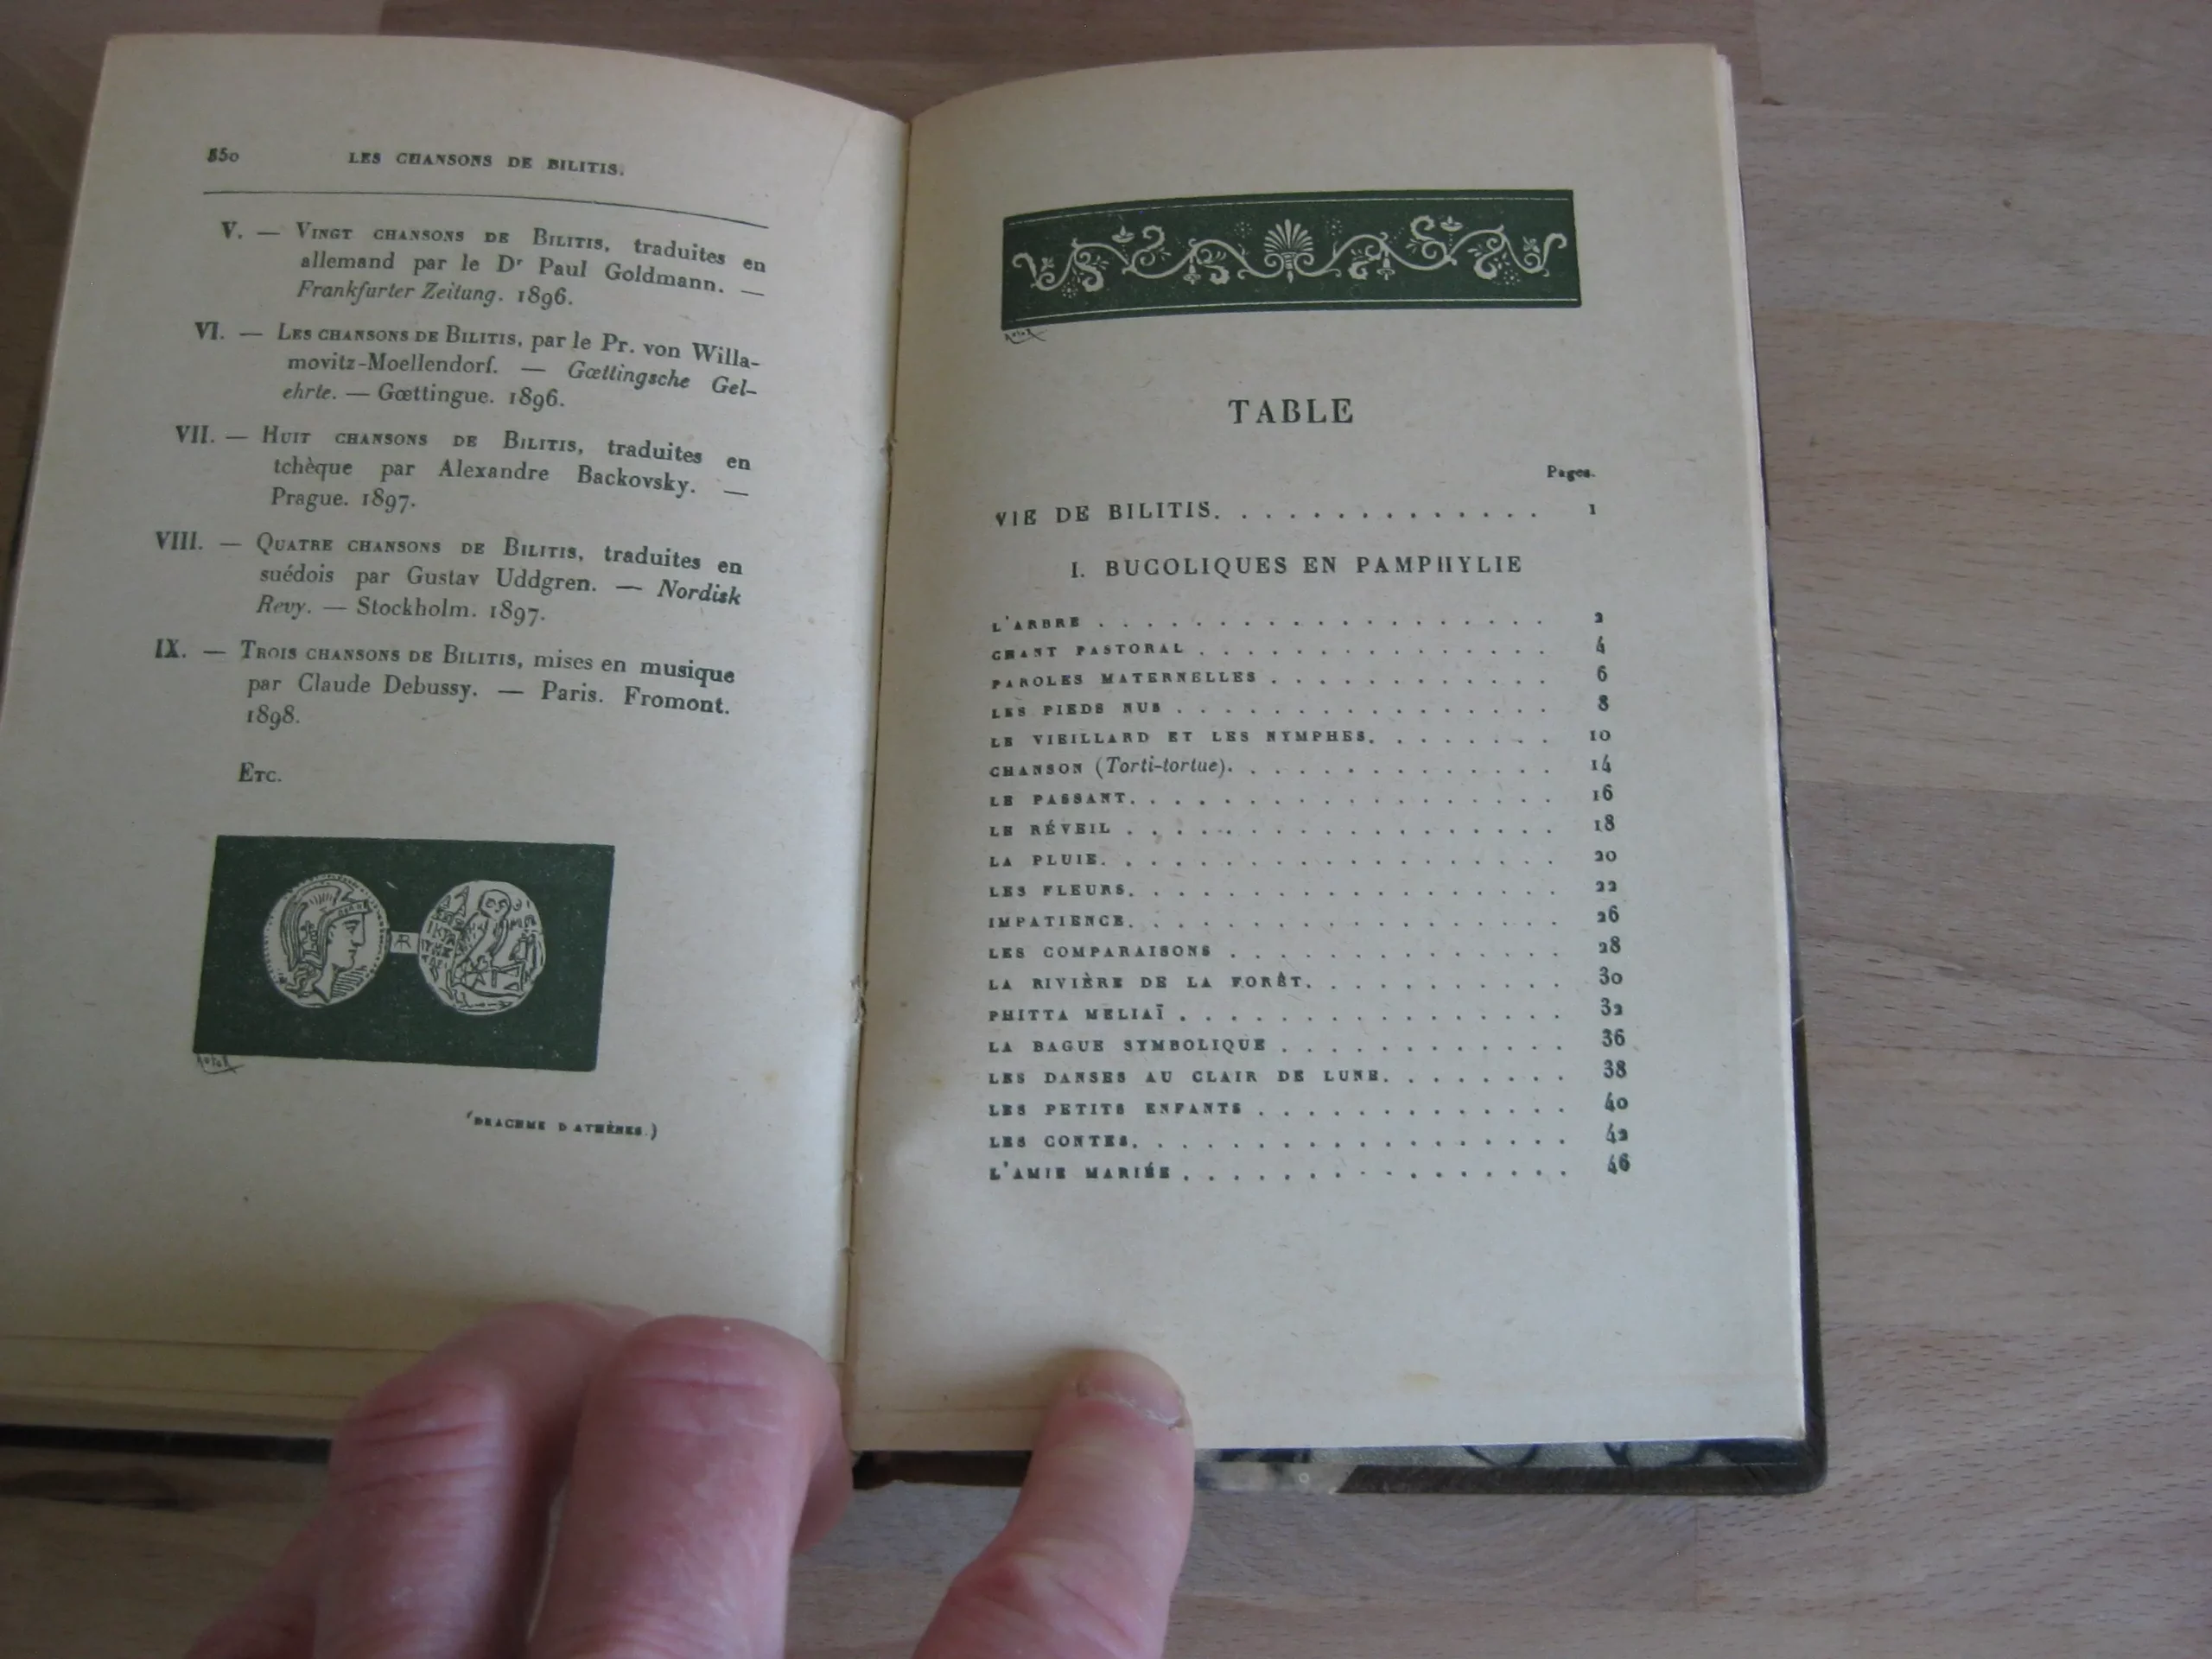 350 LES CHANSONS DE BILITIS.
V. — VINGT CHANSONS DE BILITIS, traduites en
allemand par le Dr Paul Goldmann. —
Frankfurter Zeitung. 1896.
VI. — LES CHANSONS DE BILITIS, par le Pr. von Willa-
movitz-Moellendorf. — Gœttingsche Gel-
ehrte. — Gœttingue. 1896.
VII. — HUIT CHANSONS DE BILITIS, traduites en
tchèque par Alexandre Backovsky. —
Prague. 1897.
VIII. — QUATRE CHANSONS DE BILITIS, traduites en
suédois par Gustav Uddgren. — Nordisk
Revy. — Stockholm. 1897.
IX. — TROIS CHANSONS DE BILITIS, mises en musique
par Claude Debussy. — Paris. Fromont.
1898.
ETC.
AR
(DRACHME D'ATHÈNES.)
TABLE
Pages.
VIE DE BILITIS. 1
I. BUCOLIQUES EN PAMPHYLIE
L'ARBRE 2
CHANT PASTORAL 4
PAROLES MATERNELLES 6
LES PIEDS NUS 8
LE VIEILLARD ET LES NYMPHES. 10
CHANSON (Torti-tortue). 14
LE PASSANT. 16
LE RÉVEIL 18
LA PLUIE. 20
LES FLEURS. 22
IMPATIENCE. 26
LES COMPARAISONS 28
LA RIVIÈRE DE LA FORÊT. 30
PHITTA MELIAÏ 32
LA BAGUE SYMBOLIQUE 36
LES DANSES AU CLAIR DE LUNE. 38
LES PETITS ENFANTS 40
LES CONTES. 42
L'AMIE MARIÉE 46